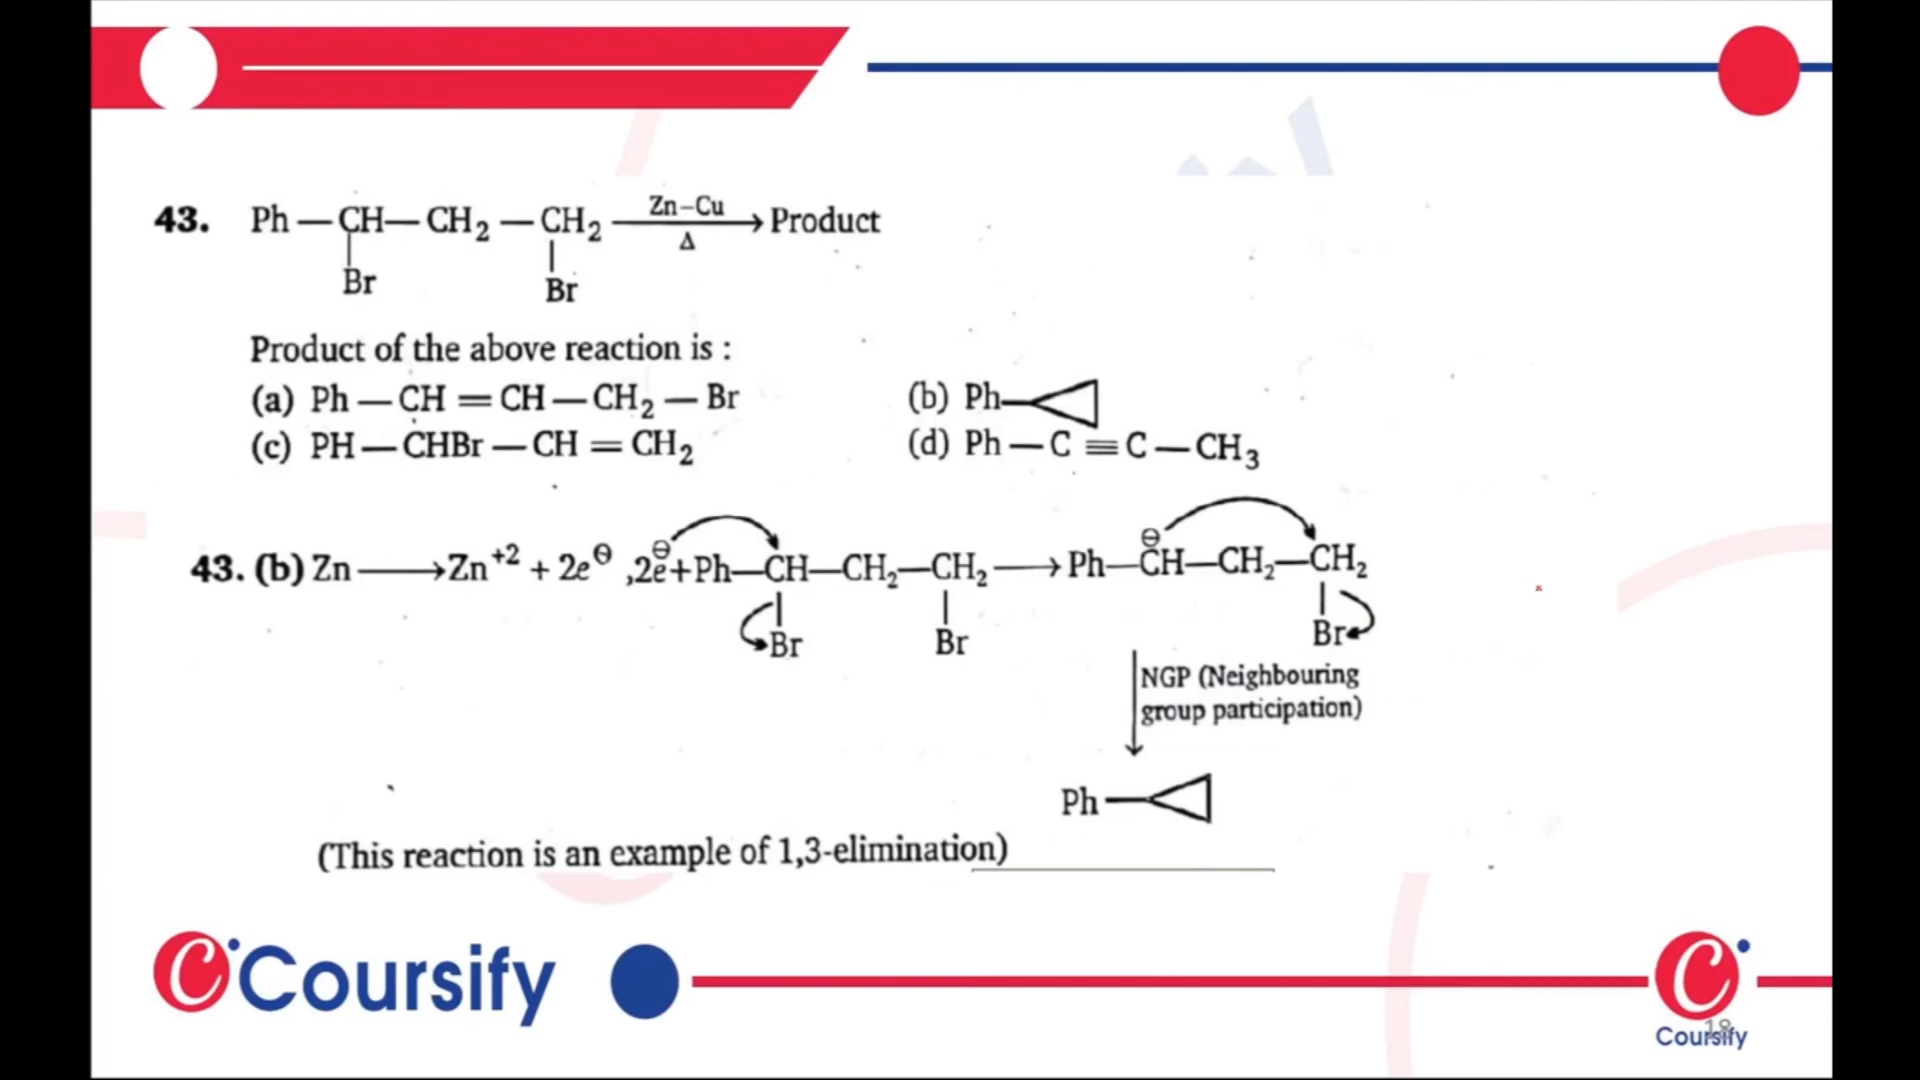 43. Ph — CH — CH₂ — CH₂ —Zn–Cu/Δ→ Product
Br Br
Product of the above reaction is :
(a) Ph — CH = CH — CH₂ — Br (b) Ph—
(c) PH — CHBr — CH = CH₂ (d) Ph — C ≡ C — CH₃
43. (b) Zn ⟶ Zn⁺² + 2e⊖ ,2e⊖+Ph—CH—CH₂—CH₂ ⟶ Ph—CH⊖—CH₂—CH₂
Br Br Br
NGP (Neighbouring
group participation)
Ph—
(This reaction is an example of 1,3-elimination)
C Coursify
C
Coursify
18